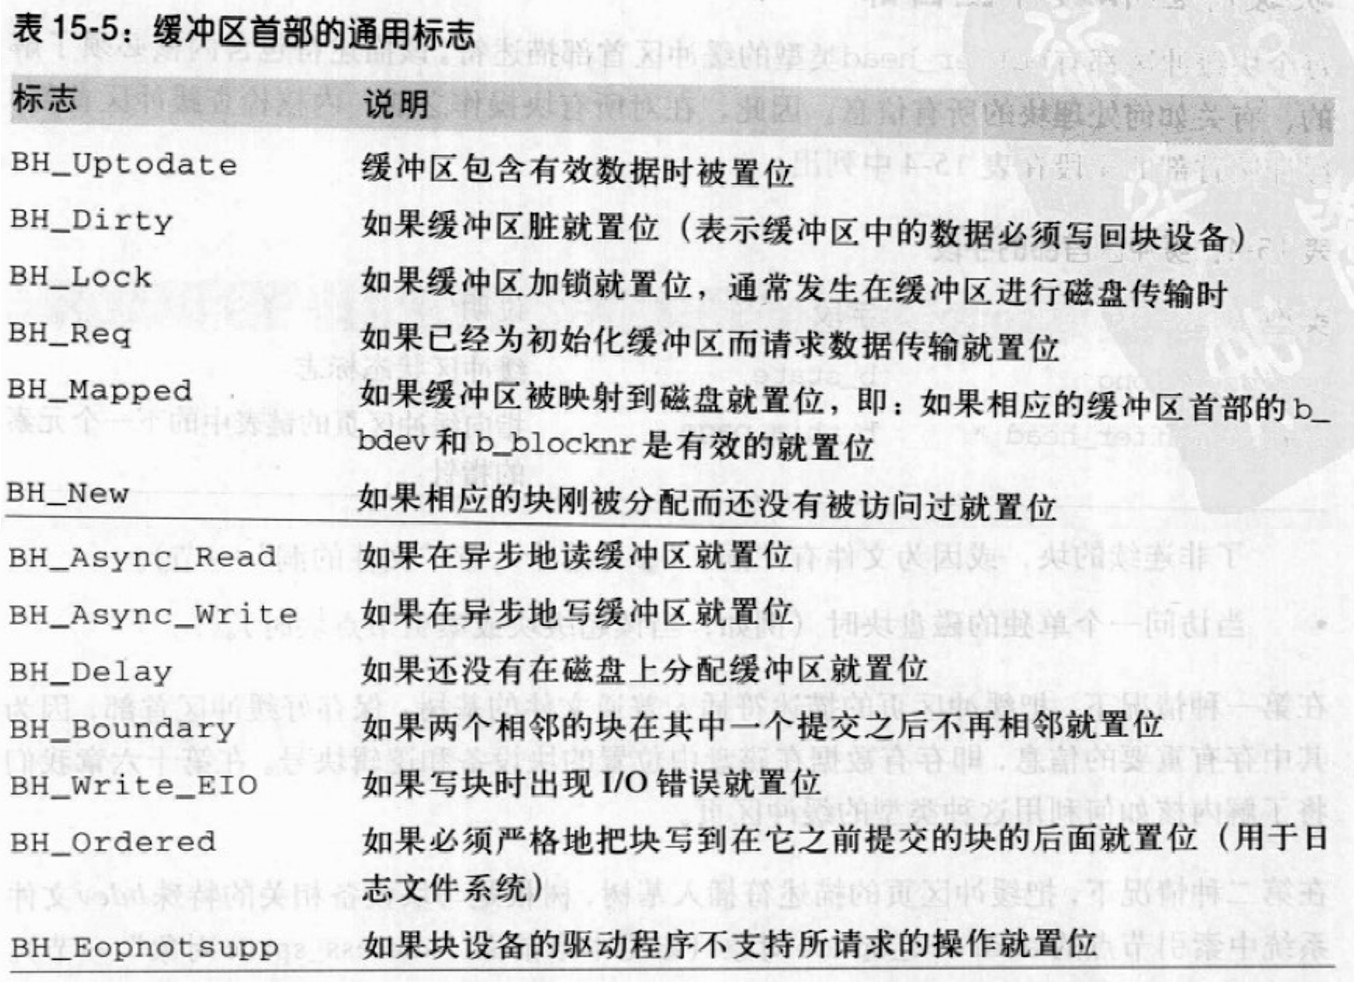 表 15-5：缓冲区首部的通用标志
标志 说明
BH_Uptodate 缓冲区包含有效数据时被置位
BH_Dirty 如果缓冲区脏就置位（表示缓冲区中的数据必须写回块设备）
BH_Lock 如果缓冲区加锁就置位，通常发生在缓冲区进行磁盘传输时
BH_Req 如果已经为初始化缓冲区而请求数据传输就置位
BH_Mapped 如果缓冲区被映射到磁盘就置位，即：如果相应的缓冲区首部的b_
bdev和b_blocknr是有效的就置位
BH_New 如果相应的块刚被分配而还没有被访问过就置位
BH_Async_Read 如果在异步地读缓冲区就置位
BH_Async_Write 如果在异步地写缓冲区就置位
BH_Delay 如果还没有在磁盘上分配缓冲区就置位
BH_Boundary 如果两个相邻的块在其中一个提交之后不再相邻就置位
BH_Write_EIO 如果写块时出现 I/O 错误就置位
BH_Ordered 如果必须严格地把块写到在它之前提交的块的后面就置位（用于日
志文件系统）
BH_Eopnotsupp 如果块设备的驱动程序不支持所请求的操作就置位